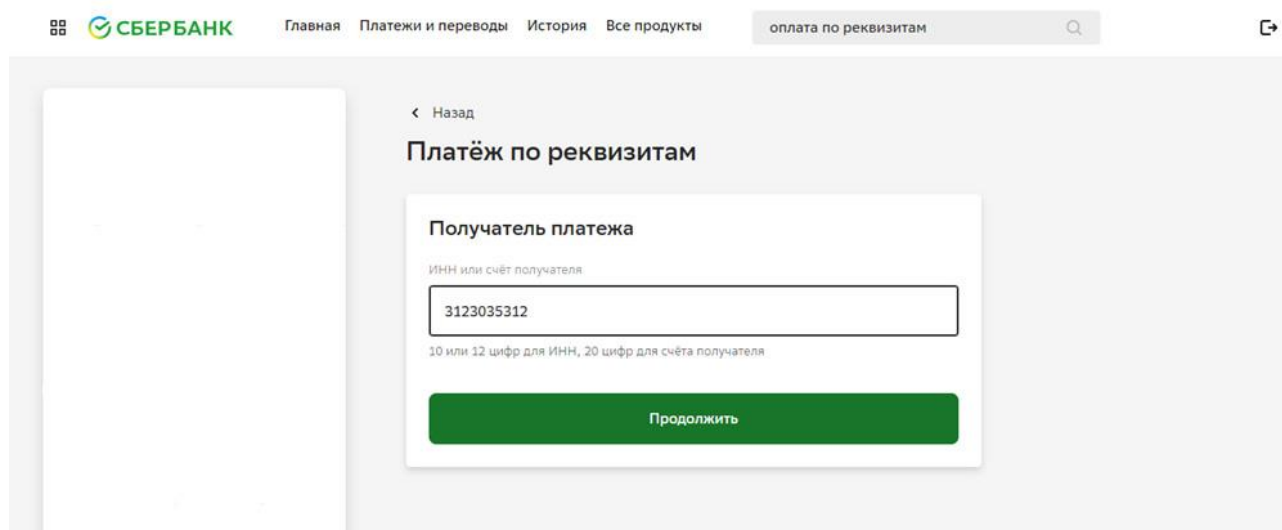 СБЕРБАНК Главная Платежи и переводы История Все продукты оплата по реквизитам
Назад
Платёж по реквизитам
Получатель платежа
ИНН или счёт получателя
3123035312
10 или 12 цифр для ИНН, 20 цифр для счёта получателя
Продолжить